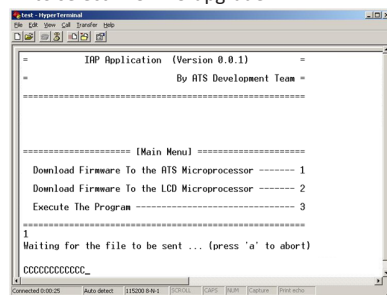 test - HyperTerminal
File Edit View Call Transfer Help
= IAP Application (Version 0.0.1) =
= By ATS Development Team =
=======================================================
==================== [Main Menu] =====================
Download Firmware To the ATS Microprocessor ------- 1
Download Firmware To the LCD Microprocessor ------- 2
Execute The Program ------------------------------- 3
=======================================================
1
Waiting for the file to be sent ... (press 'a' to abort)
CCCCCCCCCCCC_
Connected 0:00:25 Auto detect 115200 8-N-1 SCROLL CAPS NUM Capture Print echo